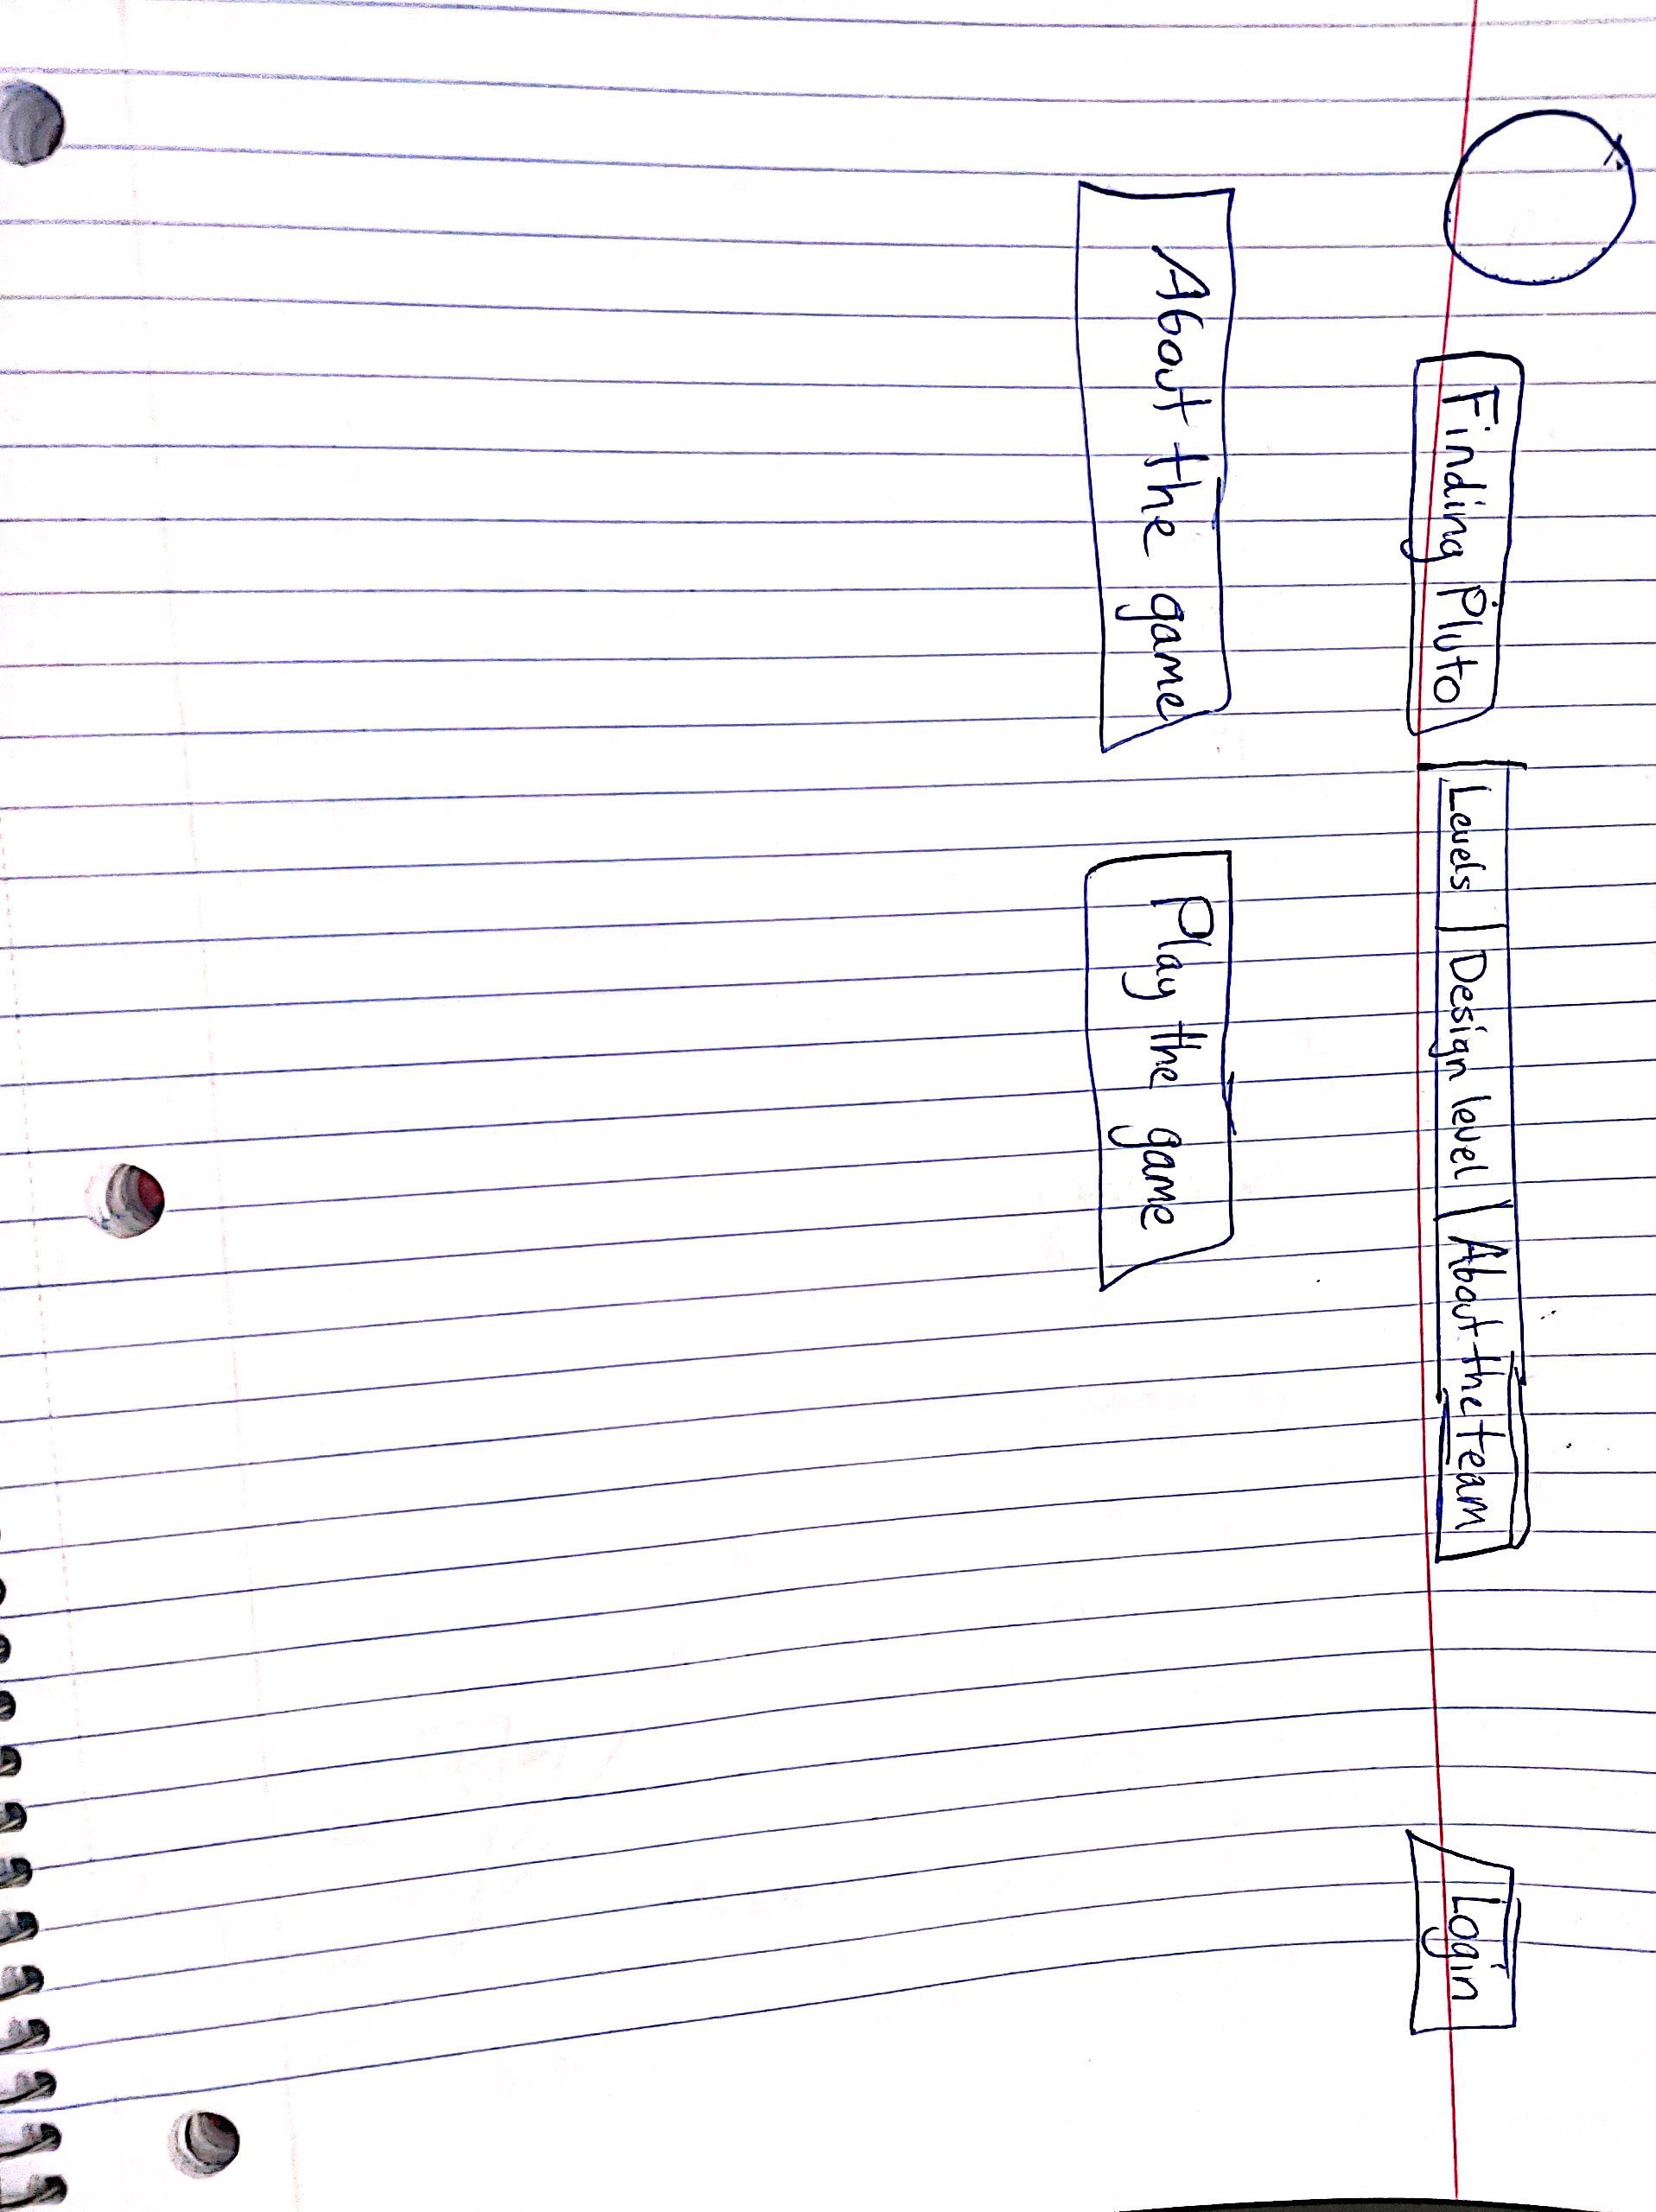 Finding Pluto
Levels | Design level | About the team
Login
About the game
Play the game